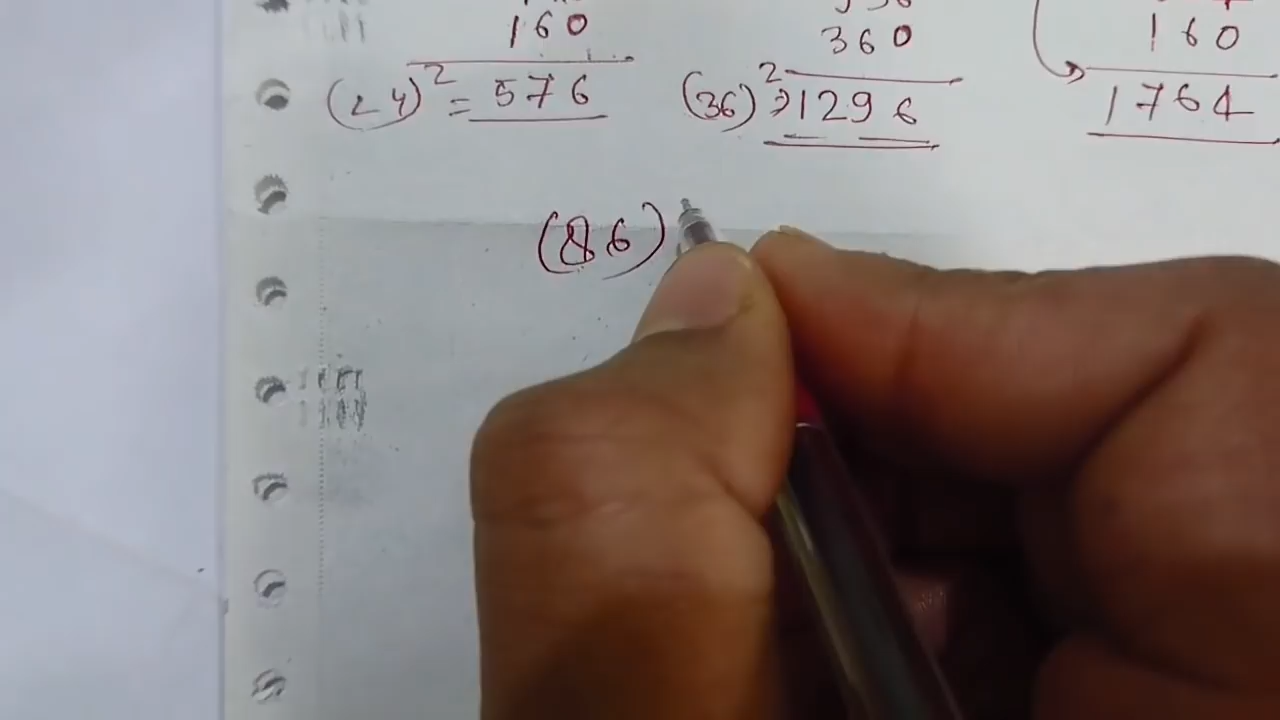 160 360 160
(24)² = 576 (36)² ⇒ 1296 1764
(86)